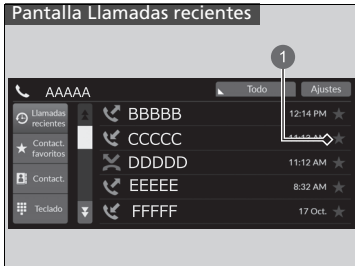 Pantalla Llamadas recientes
1
AAAAA
Todo
Ajustes
Llamadas
recientes
Contact.
favoritos
Contact.
Teclado
BBBBB
12:14 PM
CCCCC
DDDDD
11:12 AM
EEEEE
8:32 AM
FFFFF
17 Oct.